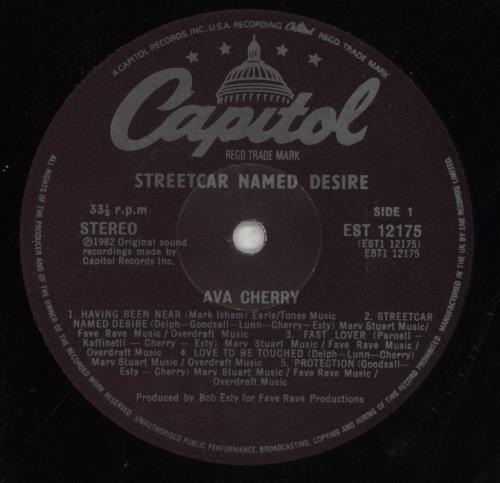 A CAPITOL RECORDS INC., U.S.A. RECORDING Capitol REGD. TRADE MARK
Capitol
REGD TRADE MARK
STREETCAR NAMED DESIRE
33⅓ r.p.m
STEREO
℗1982 Original sound
recordings made by
Capitol Records Inc.
SIDE 1
EST 12175
(EST1 12175)
EST1 12175
AVA CHERRY
1. HAVING BEEN NEAR (Mark Isham) Earle/Tones Music 2. STREETCAR
NAMED DESIRE (Delph—Goodsall—Lunn—Cherry—Esty) Marv Stuart Music/
Fave Rave Music/Overdraft Music 3. FAST LOVER (Parnell—
Kaffinetti — Cherry — Esty) Marv Stuart Music / Fave Rave Music /
Overdraft Music 4. LOVE TO BE TOUCHED (Delph—Lunn—Cherry)
Marv Stuart Music / Overdraft Music 5. PROTECTION (Goodsall—
Esty — Cherry) Marv Stuart Music / Fave Rave Music /
Overdraft Music
Produced by Bob Esty for Fave Rave Productions
ALL RIGHTS OF THE PRODUCER AND OF THE OWNER OF THE RECORDED WORK RESERVED UNAUTHORISED PUBLIC PERFORMANCE, BROADCASTING, COPYING AND HIRING OF THIS RECORD PROHIBITED MANUFACTURED IN THE UK BY EMI RECORDS LIMITED.